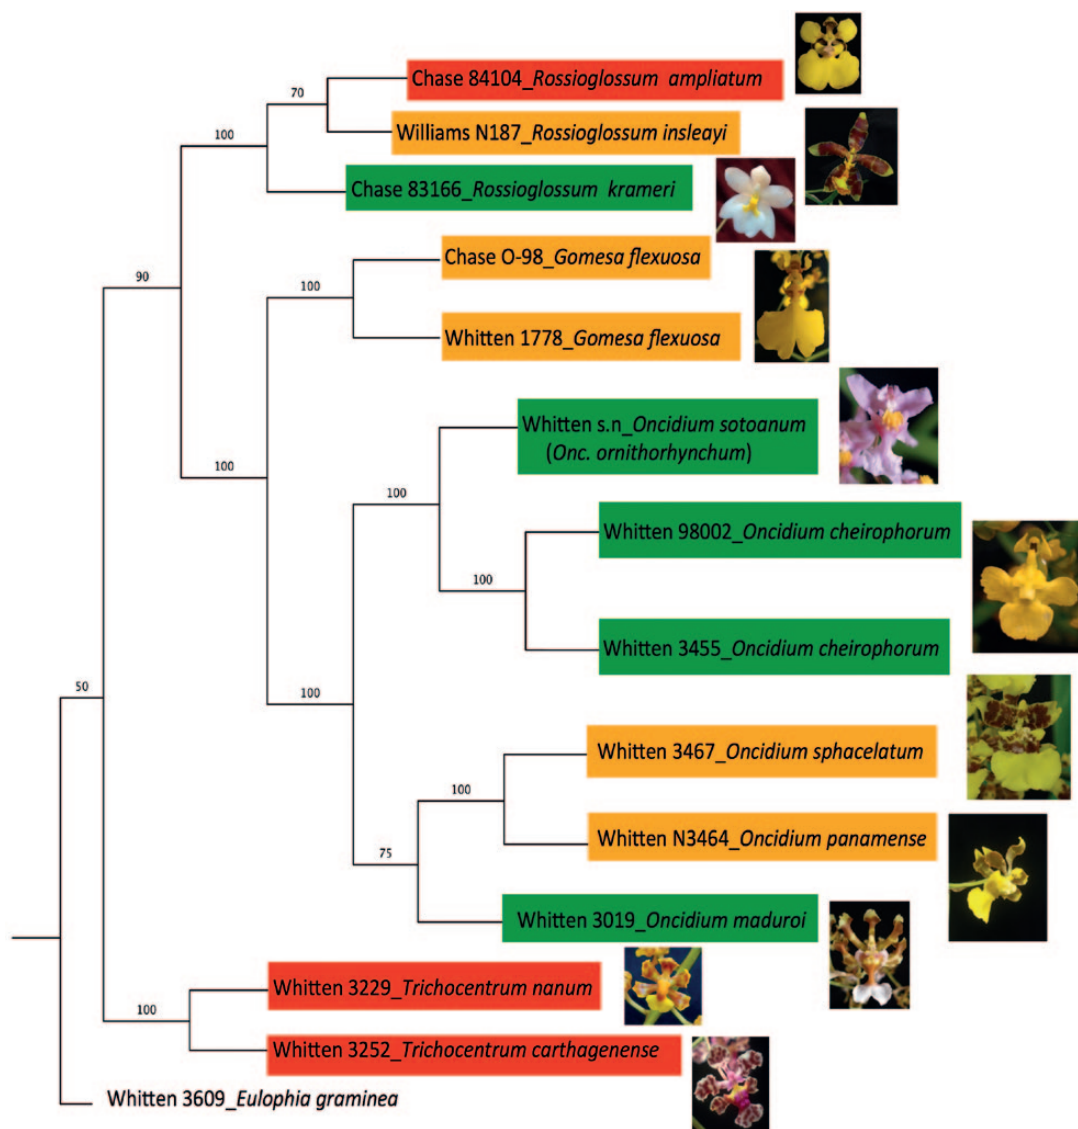 Chase 84104_Rossioglossum ampliatum
70
Williams N187_Rossioglossum insleayi
100
Chase 83166_Rossioglossum krameri
Chase O-98_Gomesa flexuosa
90
100
Whitten 1778_Gomesa flexuosa
Whitten s.n_Oncidium sotoanum
(Onc. ornithorhynchum)
100
100
Whitten 98002_Oncidium cheirophorum
100
Whitten 3455_Oncidium cheirophorum
50
100
Whitten 3467_Oncidium sphacelatum
100
Whitten N3464_Oncidium panamense
75
Whitten 3019_Oncidium maduroi
Whitten 3229_Trichocentrum nanum
100
Whitten 3252_Trichocentrum carthagenense
Whitten 3609_Eulophia graminea